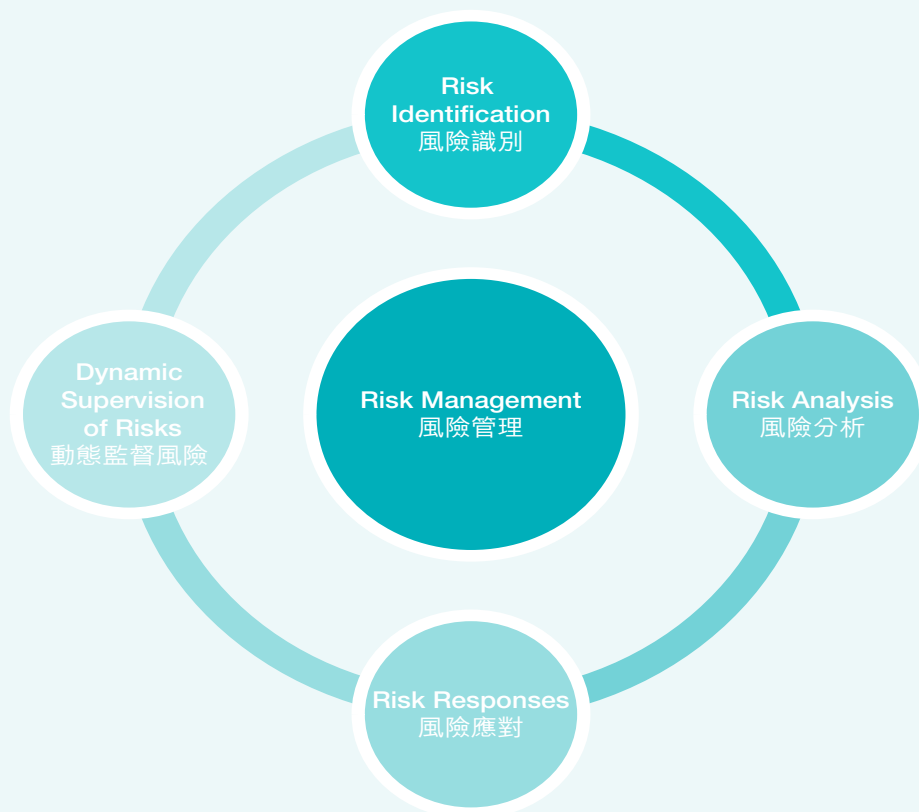 Risk
Identification
風險識別
Dynamic
Supervision
of Risks
動態監督風險
Risk Management
風險管理
Risk Analysis
風險分析
Risk Responses
風險應對